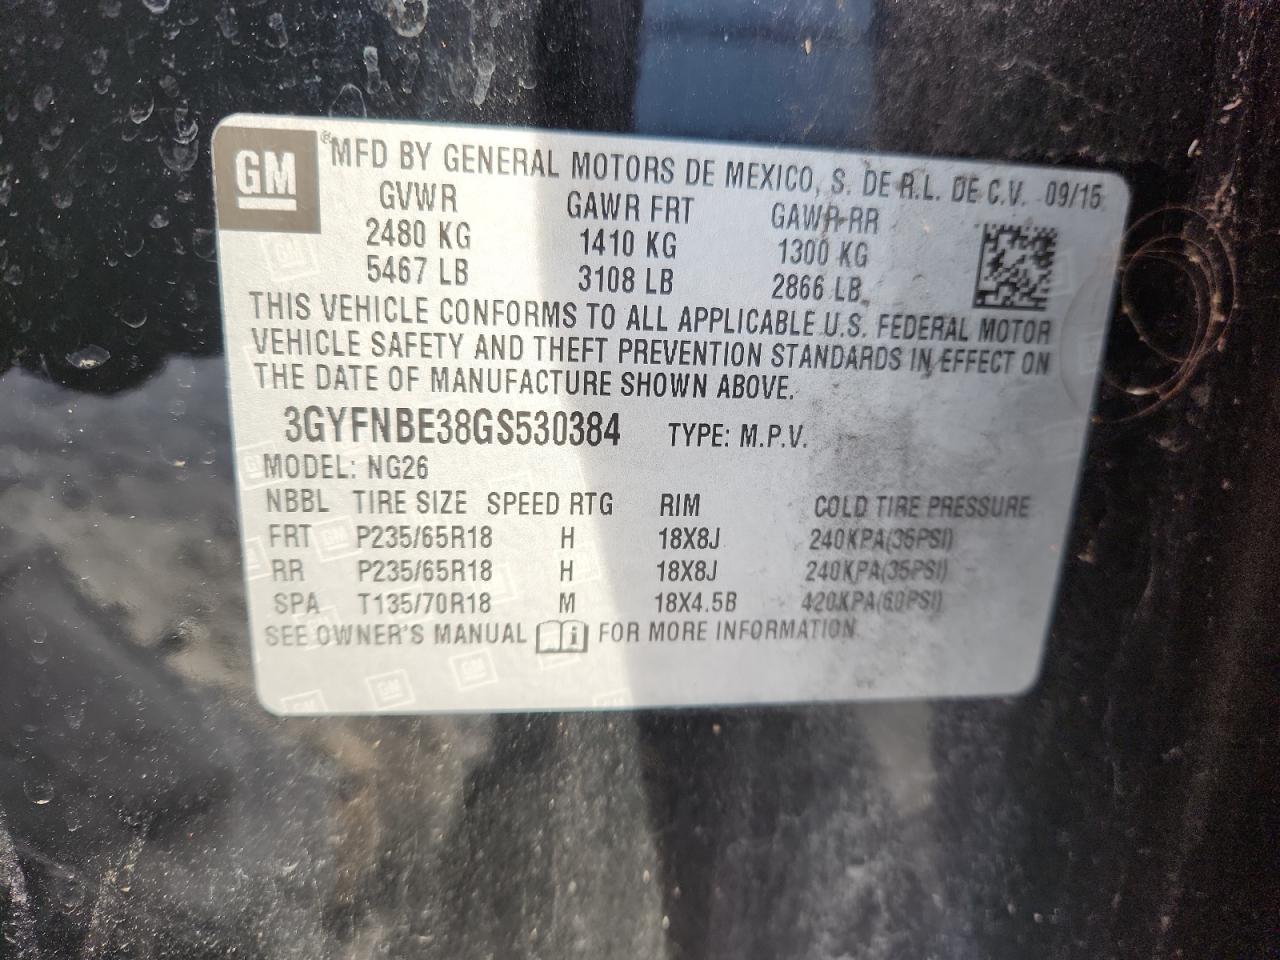 GM ® MFD BY GENERAL MOTORS DE MEXICO, S. DE R.L. DE C.V. 09/15
GVWR GAWR FRT GAWR RR
2480 KG 1410 KG 1300 KG
5467 LB 3108 LB 2866 LB
THIS VEHICLE CONFORMS TO ALL APPLICABLE U.S. FEDERAL MOTOR
VEHICLE SAFETY AND THEFT PREVENTION STANDARDS IN EFFECT ON
THE DATE OF MANUFACTURE SHOWN ABOVE.
3GYFNBE38GS530384 TYPE: M.P.V.
MODEL: NG26
NBBL TIRE SIZE SPEED RTG RIM COLD TIRE PRESSURE
FRT P235/65R18 H 18X8J 240KPA(35PSI)
RR P235/65R18 H 18X8J 240KPA(35PSI)
SPA T135/70R18 M 18X4.5B 420KPA(60PSI)
SEE OWNER'S MANUAL i FOR MORE INFORMATION